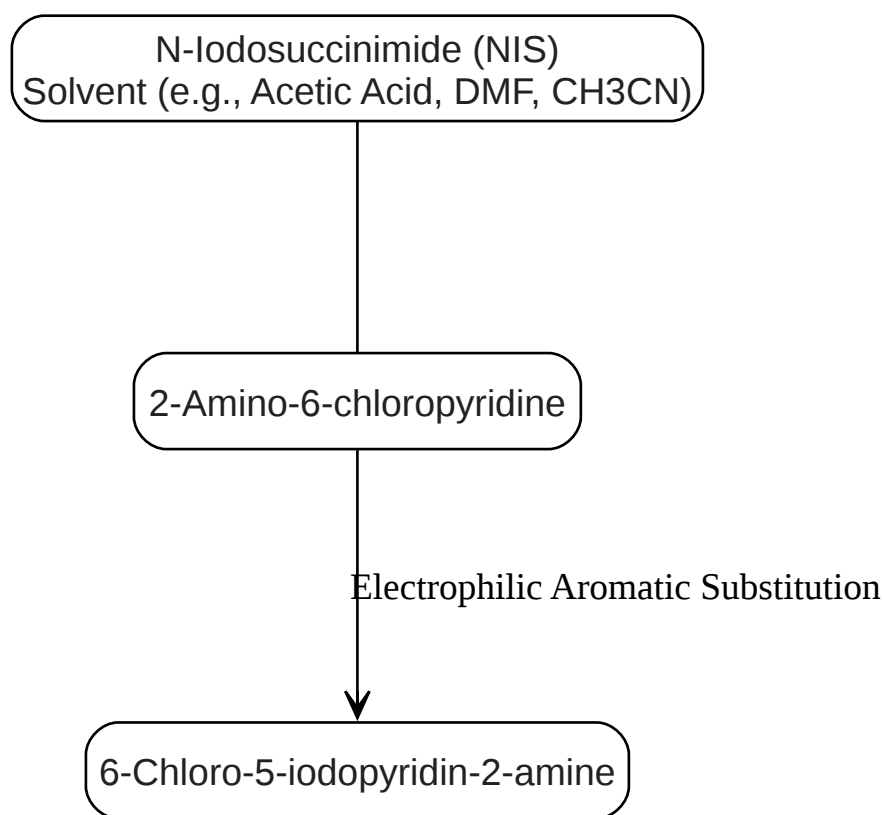 N-Iodosuccinimide (NIS)
Solvent (e.g., Acetic Acid, DMF, CH3CN)
2-Amino-6-chloropyridine
Electrophilic Aromatic Substitution
6-Chloro-5-iodopyridin-2-amine